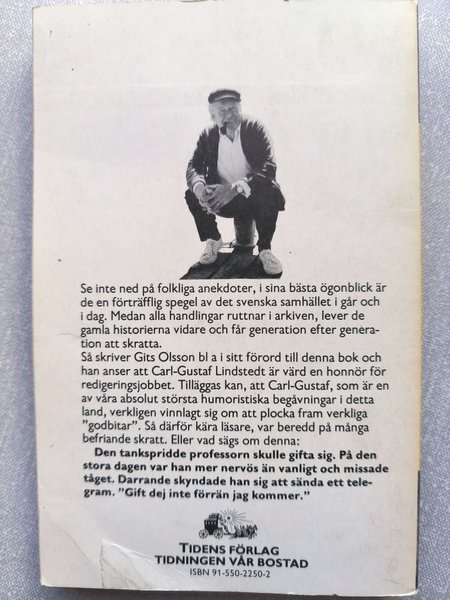 Se inte ned på folkliga anekdoter, i sina bästa ögonblick är
de en förträfflig spegel av det svenska samhället i går och
i dag. Medan alla handlingar ruttnar i arkiven, lever de
gamla historierna vidare och får generation efter genera-
tion att skratta.
Så skriver Gits Olsson bl a i sitt förord till denna bok och
han anser att Carl-Gustaf Lindstedt är värd en honnör för
redigeringsjobbet. Tilläggas kan, att Carl-Gustaf, som är en
av våra absolut största humoristiska begåvningar i detta
land, verkligen vinnlagt sig om att plocka fram verkliga
"godbitar". Så därför kära läsare, var beredd på många
befriande skratt. Eller vad sägs om denna:
Den tankspridde professorn skulle gifta sig. På den
stora dagen var han mer nervös än vanligt och missade
tåget. Darrande skyndade han sig att sända ett tele-
gram. "Gift dej inte förrän jag kommer."
TIDENS FÖRLAG
TIDNINGEN VÅR BOSTAD
ISBN 91-550-2250-2